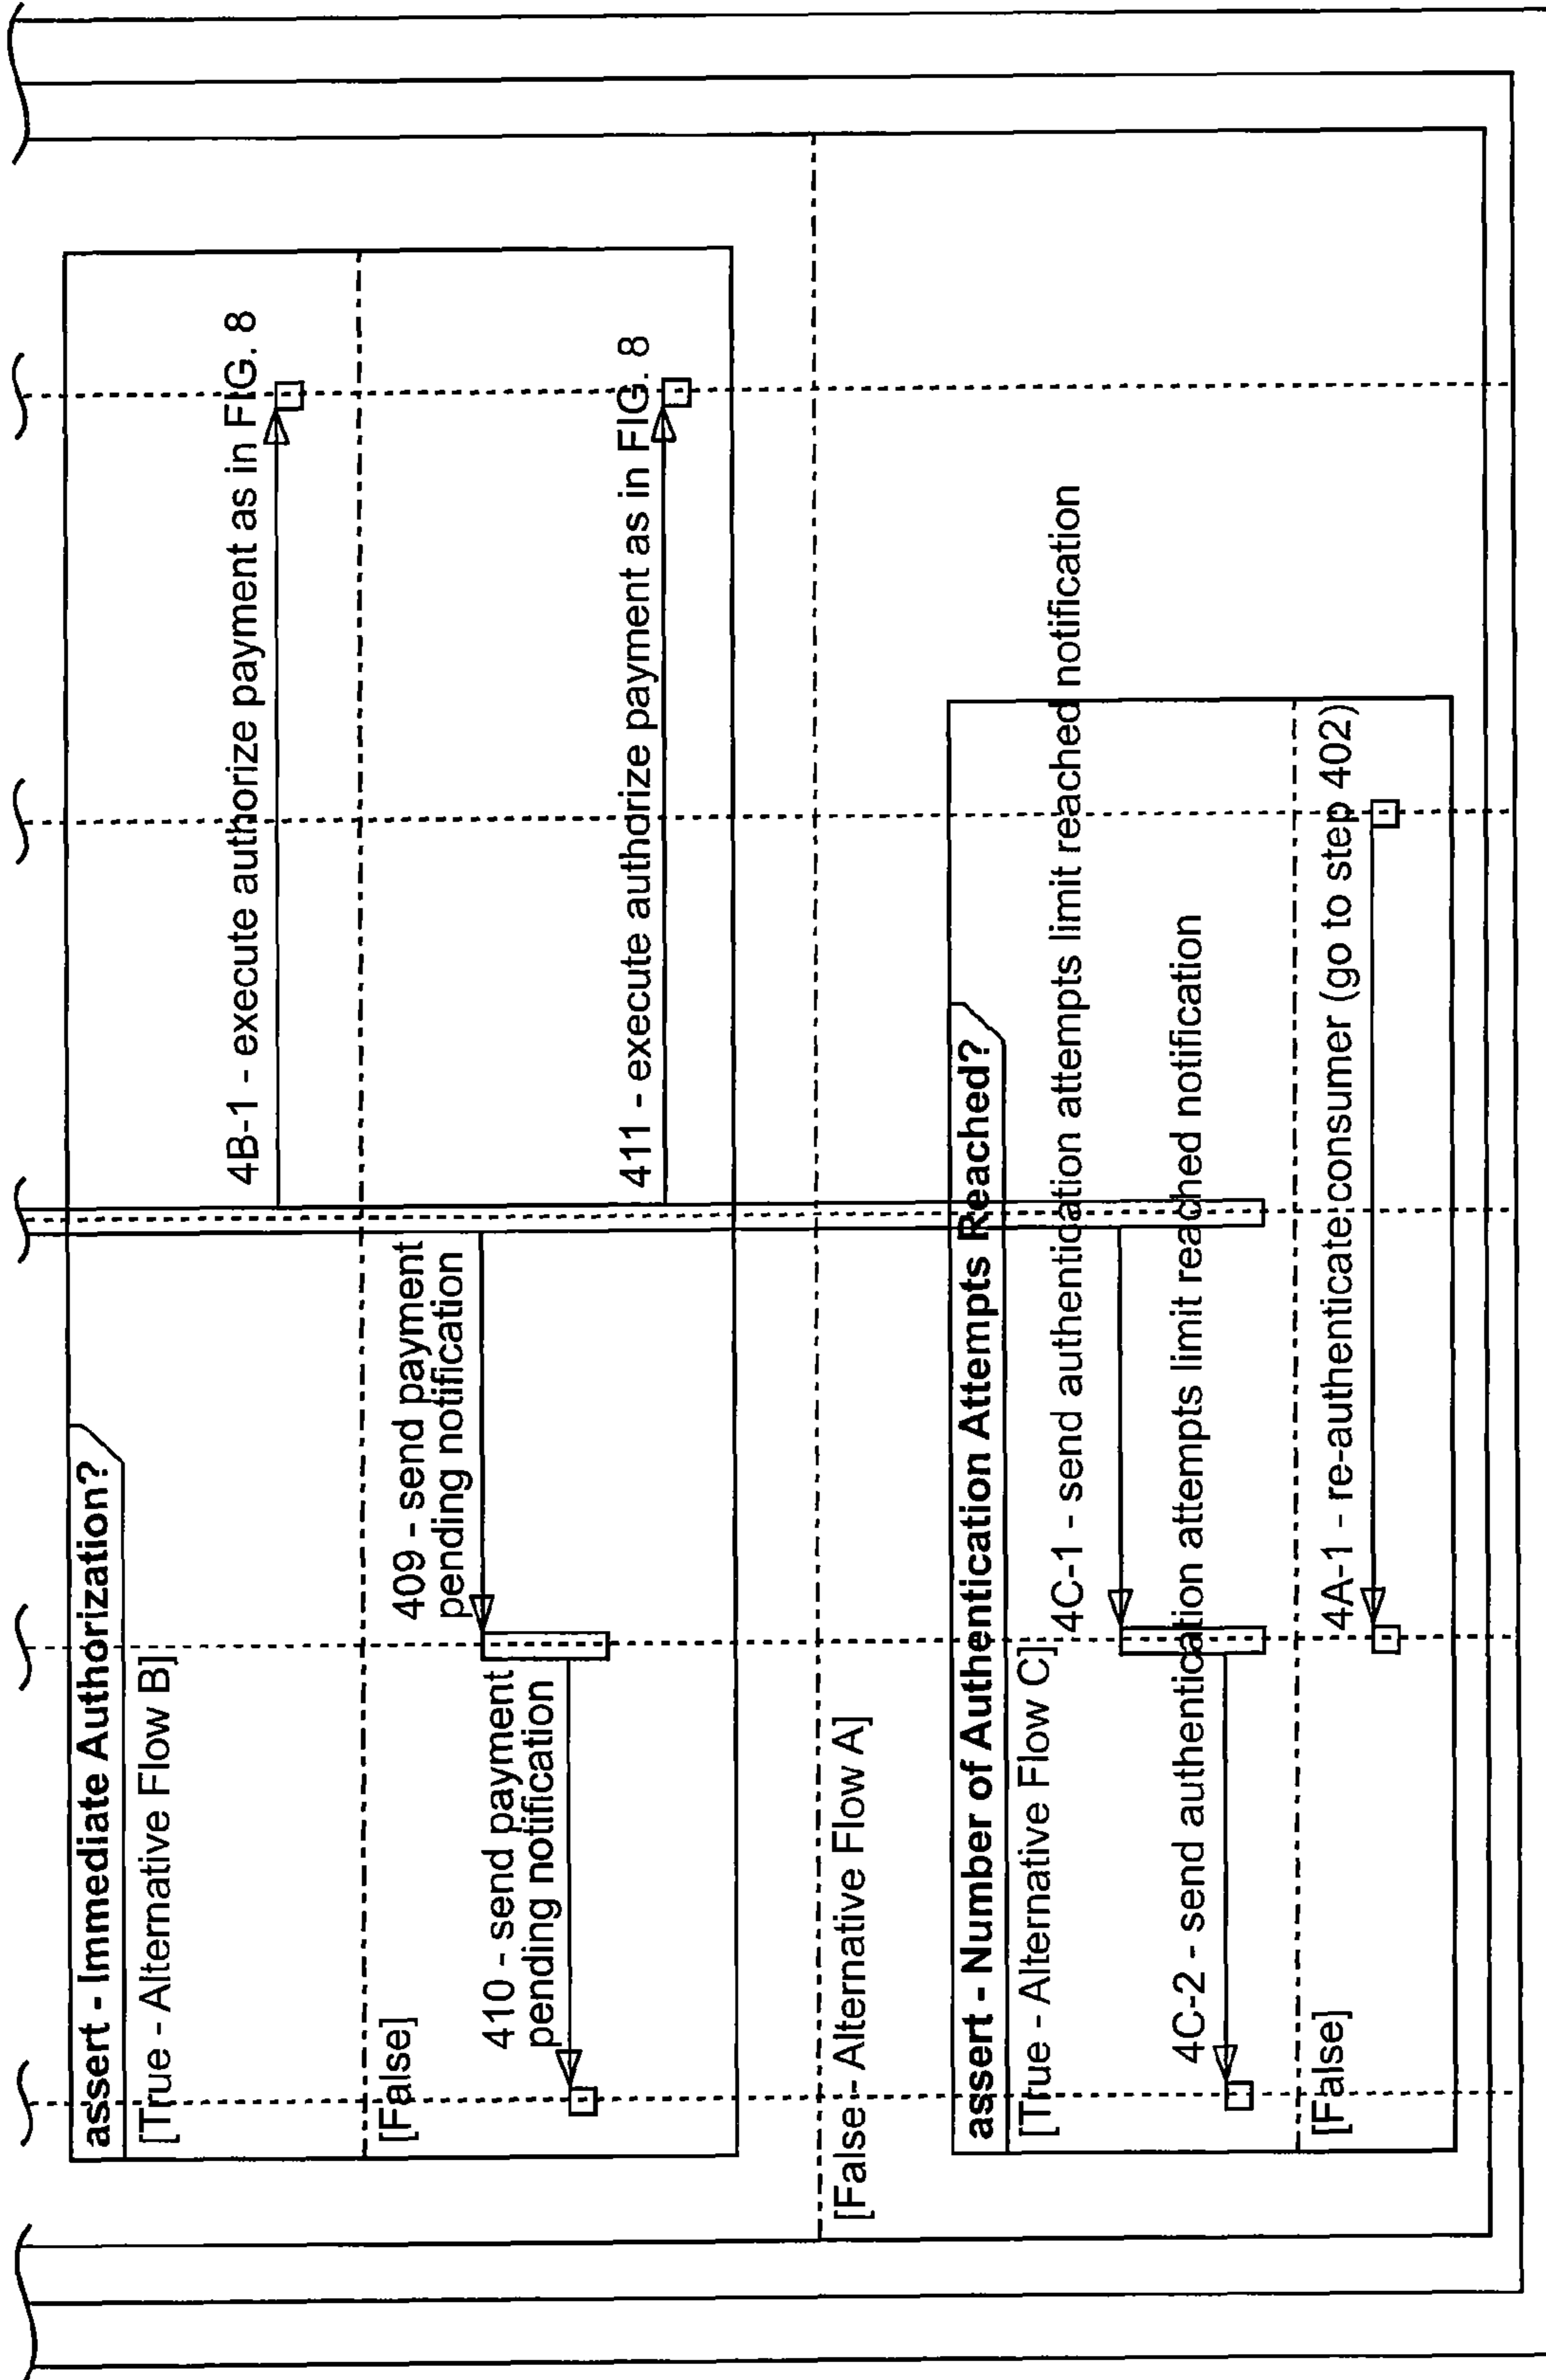 assert - Immediate Authorization?
[True - Alternative Flow B]
4B-1 - execute authorize payment as in FIG. 8
[False]
409 - send payment
pending notification
410 - send payment
pending notification
411 - execute authorize payment as in FIG. 8
[False - Alternative Flow A]
assert - Number of Authentication Attempts Reached?
[True - Alternative Flow C]
4C-1 - send authentication attempts limit reached notification
4C-2 - send authentication attempts limit reached notification
[False]
4A-1 - re-authenticate consumer (go to step 402)